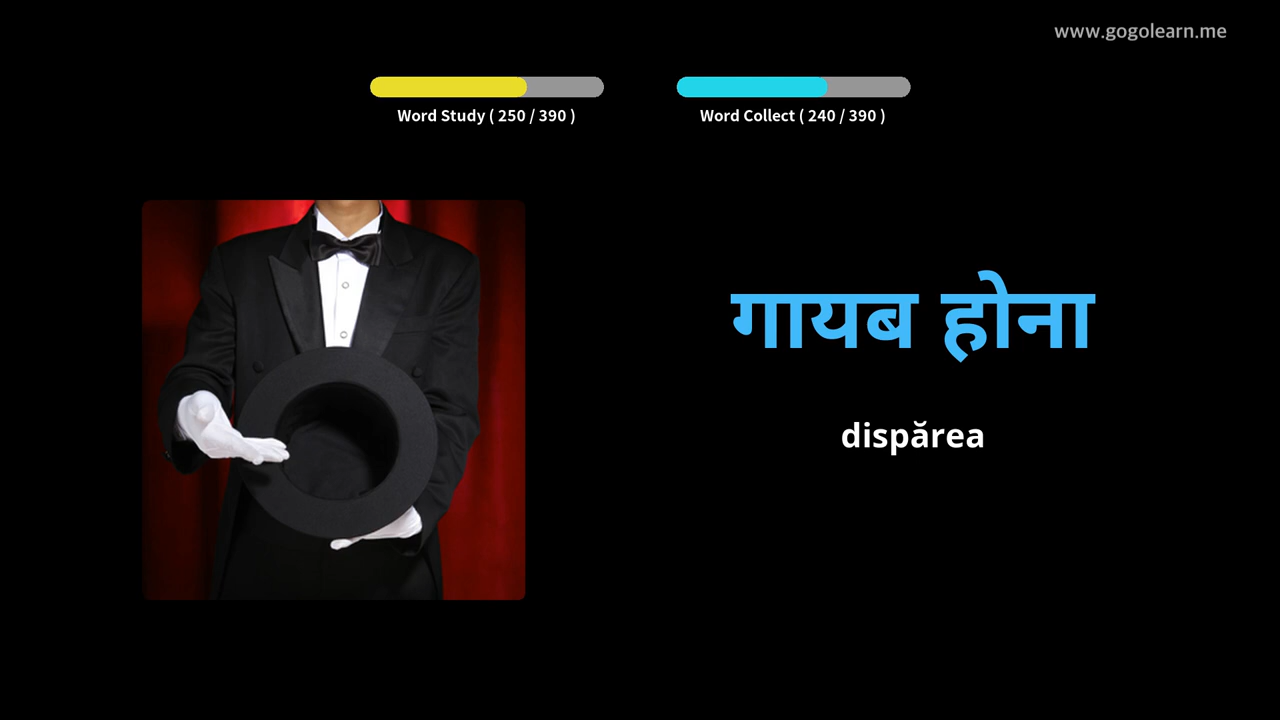 www.gogolearn.me
Word Study ( 250 / 390 )
Word Collect ( 240 / 390 )
गायब होना
dispărea